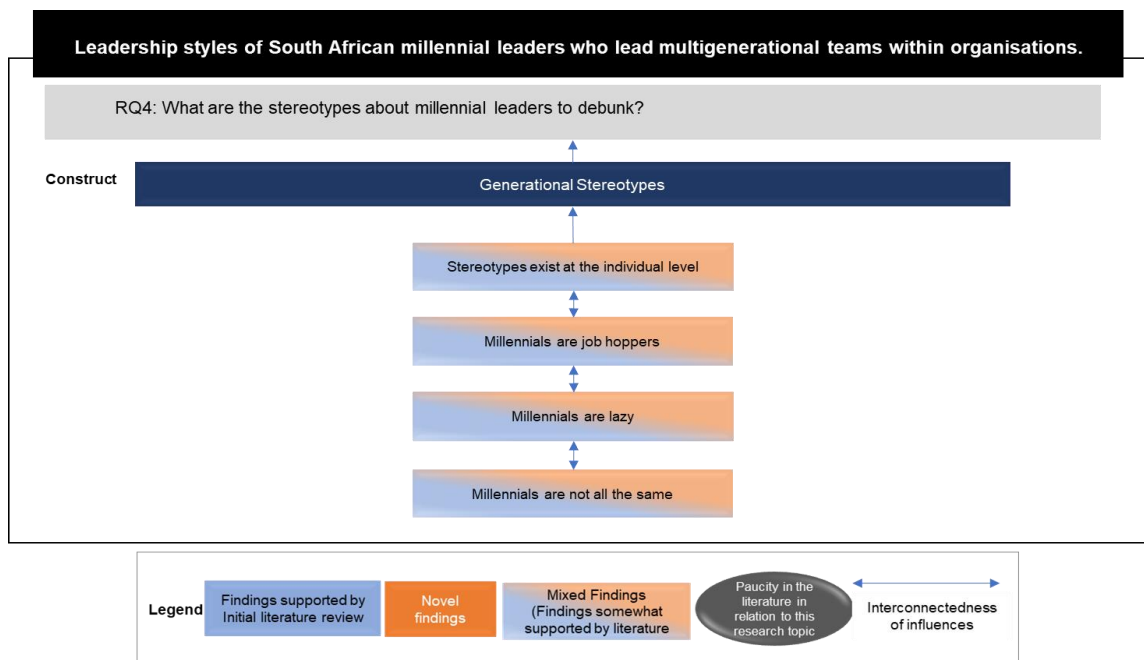 Leadership styles of South African millennial leaders who lead multigenerational teams within organisations.
RQ4: What are the stereotypes about millennial leaders to debunk?
Construct
Generational Stereotypes
Stereotypes exist at the individual level
Millennials are job hoppers
Millennials are lazy
Millennials are not all the same
Legend
Findings supported by
Initial literature review
Novel
findings
Mixed Findings
(Findings somewhat
supported by literature
Paucity in the
literature in
relation to this
research topic
Interconnectedness
of influences